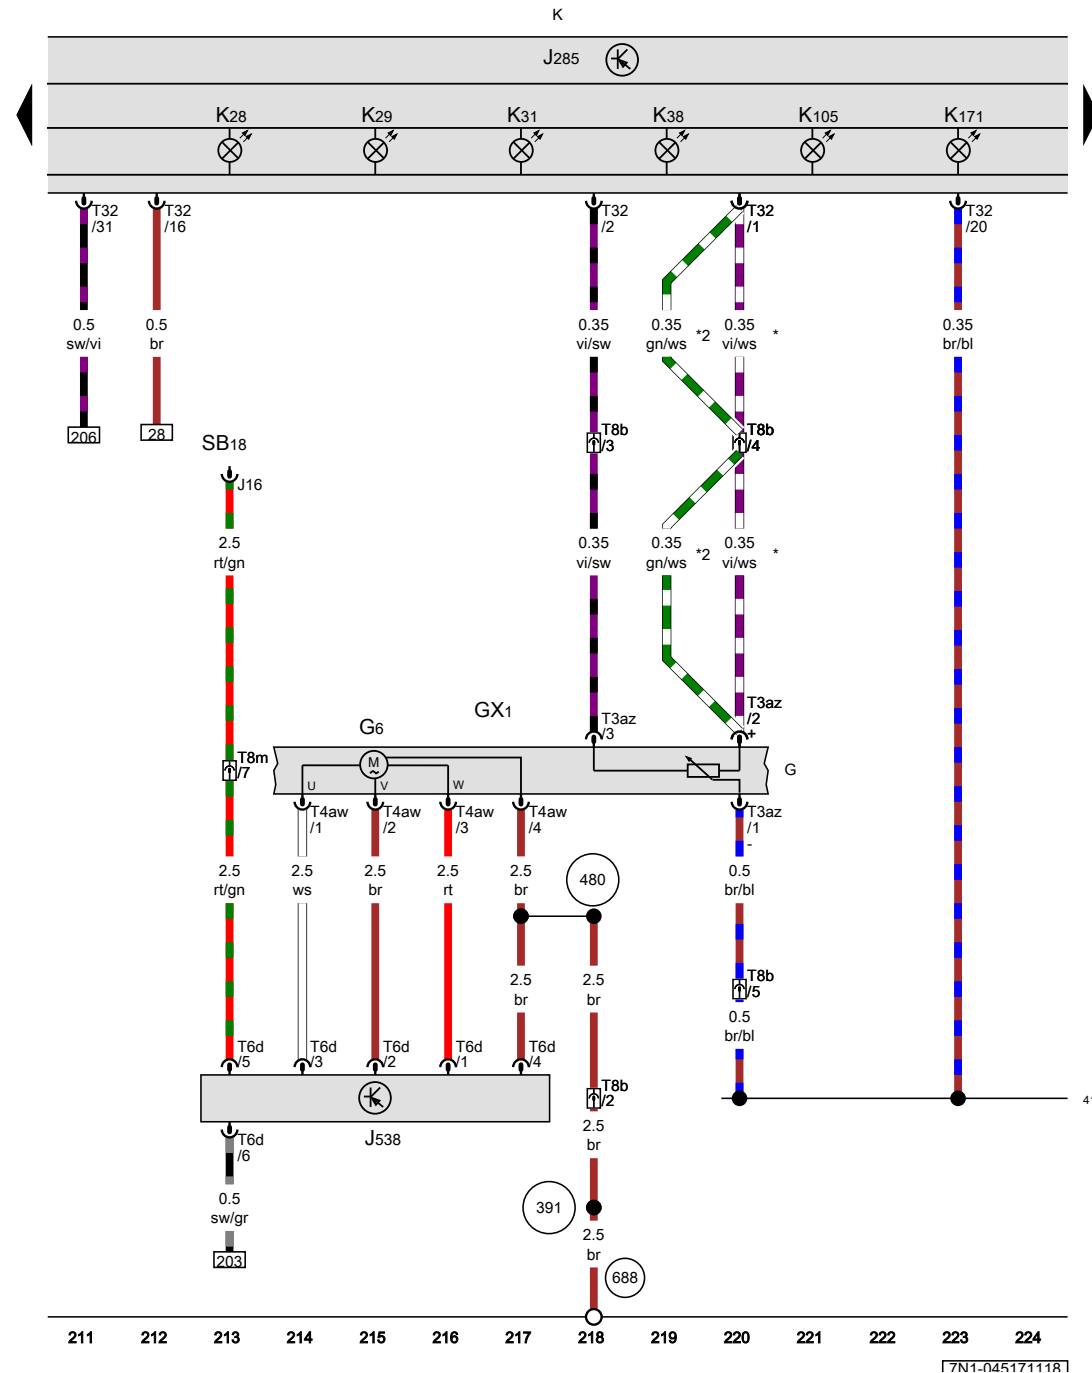 K
J285
K28 K29 K31 K38 K105 K171
T32 T32 T32 T32 T32
/31 /16 /2 /1 /20
0.5 0.5 0.35 0.35 *2 0.35 * 0.35
sw/vi br vi/sw gn/ws vi/ws br/bl
206 28
T8b T8b
/3 /4
SB18
J16
2.5 0.35 0.35 *2 0.35 *
rt/gn vi/sw gn/ws vi/ws
GX1
G6
T3az T3az
/3 /2
+
T8m
/7
M
~
G
U V W
T4aw T4aw T4aw T4aw T3az
/1 /2 /3 /4 /1
-
2.5 2.5 2.5 2.5 2.5 480 0.5
rt/gn ws br rt br br/bl
2.5 2.5 T8b
br br /5
0.5
br/bl
T6d T6d T6d T6d T6d
/5 /3 /2 /1 /4
T8b
/2
J538
2.5
br
T6d
/6
0.5
sw/gr
391
2.5
br
203
688
211 212 213 214 215 216 217 218 219 220 221 222 223 224
7N1-045171118